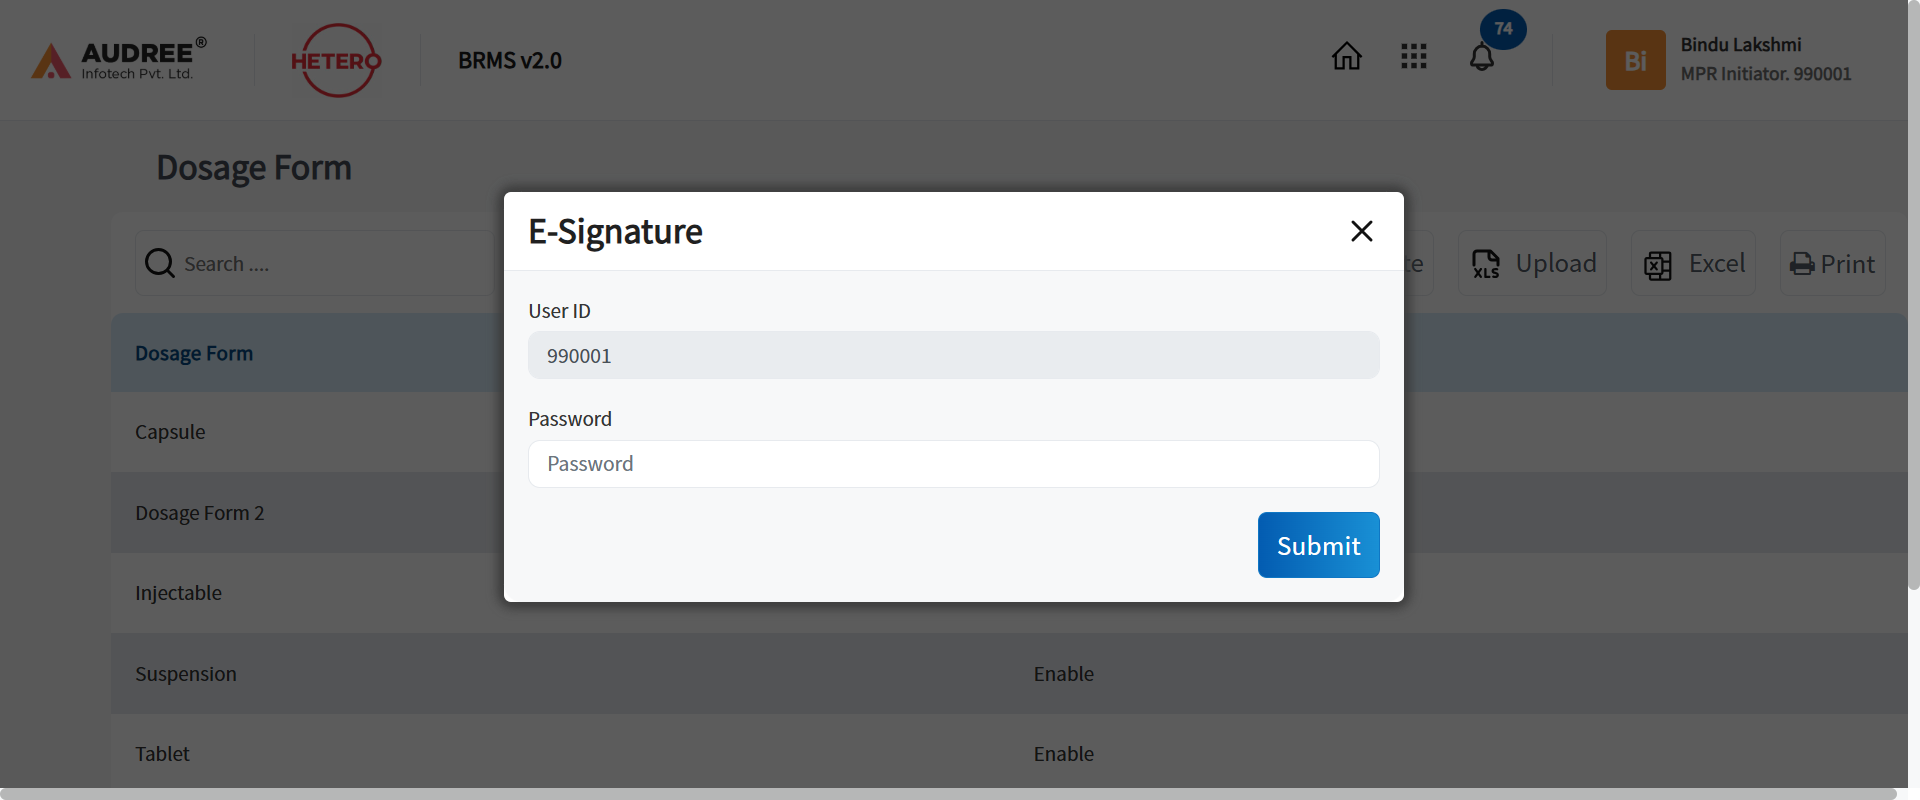 AUDREE®
Infotech Pvt. Ltd.
HETERO
BRMS v2.0
74
Bi
Bindu Lakshmi
MPR Initiator. 990001
Dosage Form
E-Signature
Search ....
te
Upload
XLS
Excel
Print
User ID
990001
Dosage Form
Password
Password
Capsule
Dosage Form 2
Submit
Injectable
Suspension
Enable
Tablet
Enable